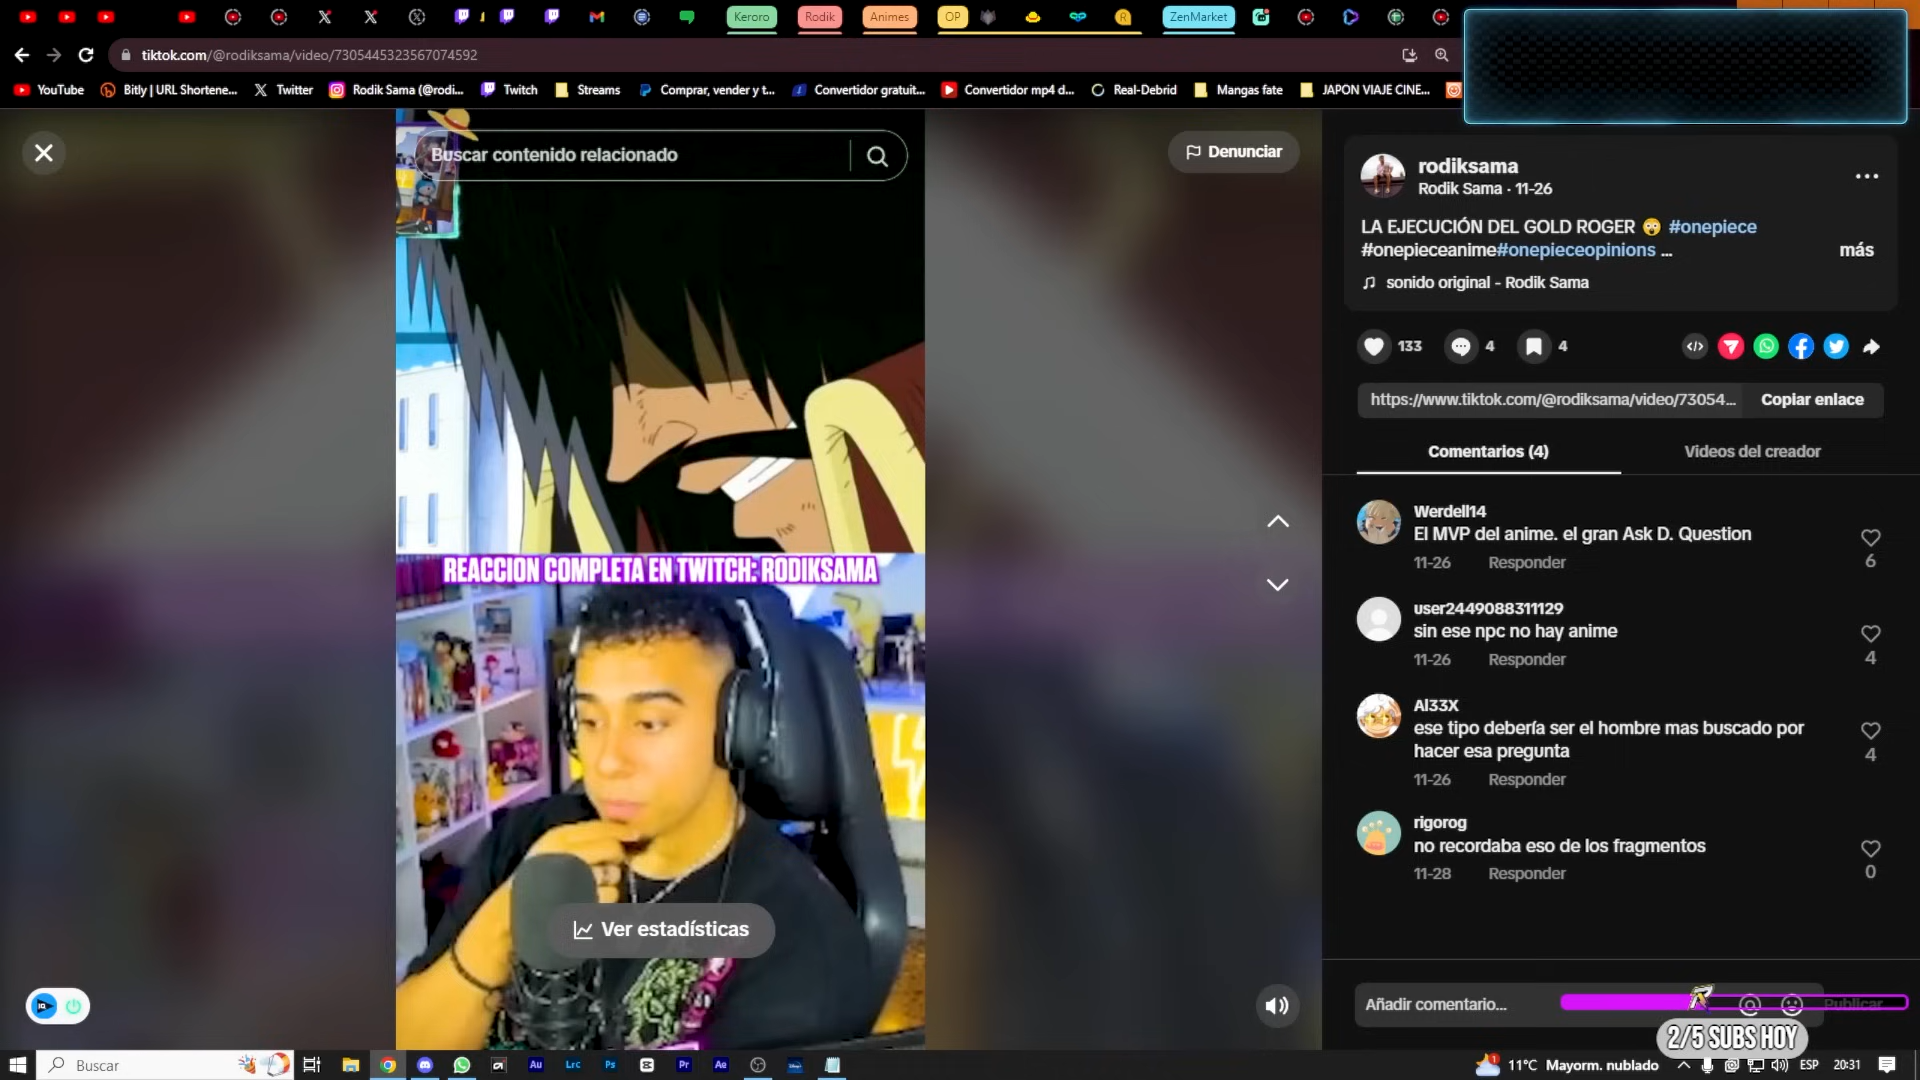 Keroro
Rodik
Animes
OP
ZenMarket
tiktok.com/@rodiksama/video/7305445323567074592
YouTube
Bitly | URL Shortene...
Twitter
Rodik Sama (@rodi...
Twitch
Streams
Comprar, vender y t...
Convertidor gratuit...
Convertidor mp4 d...
Real-Debrid
Mangas fate
JAPON VIAJE CINE...
Buscar contenido relacionado
Denunciar
rodiksama
Rodik Sama · 11-26
LA EJECUCIÓN DEL GOLD ROGER 😲 #onepiece
#onepieceanime#onepieceopinions ...
más
sonido original - Rodik Sama
133
4
4
https://www.tiktok.com/@rodiksama/video/73054...
Copiar enlace
Comentarios (4)
Videos del creador
Werdell14
El MVP del anime. el gran Ask D. Question
11-26
Responder
6
user2449088311129
sin ese npc no hay anime
11-26
Responder
4
Al33X
ese tipo debería ser el hombre mas buscado por
hacer esa pregunta
11-26
Responder
4
rigorog
no recordaba eso de los fragmentos
11-28
Responder
0
REACCION COMPLETA EN TWITCH: RODIKSAMA
Ver estadísticas
Añadir comentario...
Publicar
2/5 SUBS HOY
Buscar
Au
Lrc
Ps
Pr
Ae
11°C Mayorm. nublado
ESP
20:31